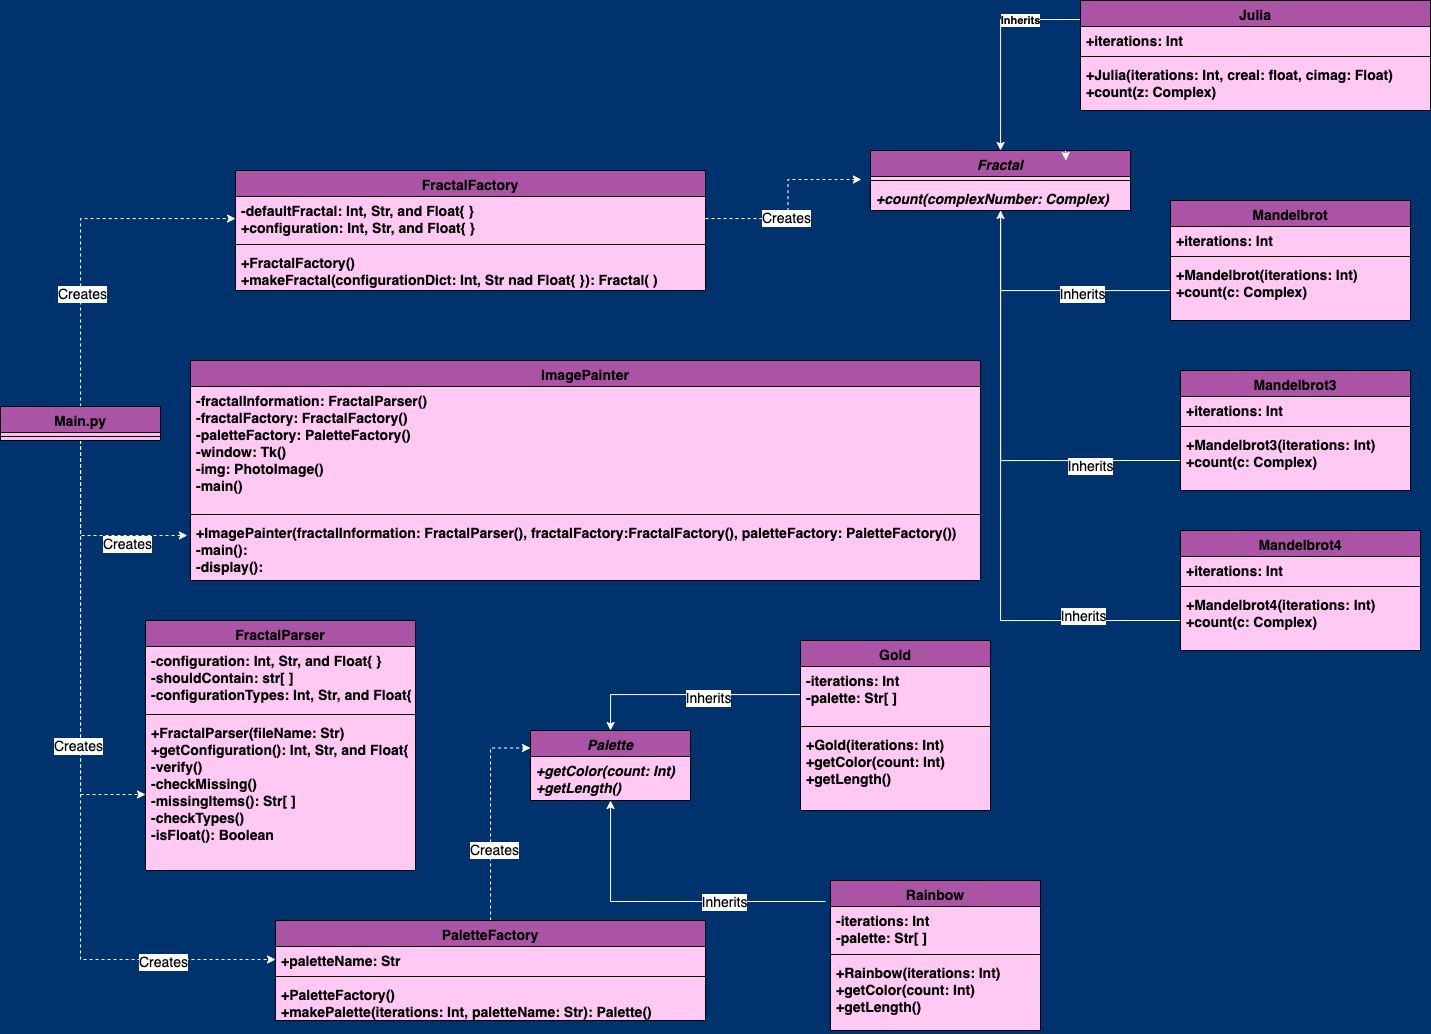 Julia
+iterations: Int
+Julia(iterations: Int, creal: float, cimag: Float)
+count(z: Complex)
Inherits
Fractal
+count(complexNumber: Complex)
FractalFactory
-defaultFractal: Int, Str, and Float{ }
+configuration: Int, Str, and Float{ }
+FractalFactory()
+makeFractal(configurationDict: Int, Str nad Float{ }): Fractal( )
Creates
Creates
Mandelbrot
+iterations: Int
+Mandelbrot(iterations: Int)
+count(c: Complex)
Inherits
ImagePainter
-fractalInformation: FractalParser()
-fractalFactory: FractalFactory()
-paletteFactory: PaletteFactory()
-window: Tk()
-img: PhotoImage()
-main()
+ImagePainter(fractalInformation: FractalParser(), fractalFactory:FractalFactory(), paletteFactory: PaletteFactory())
-main():
-display():
Main.py
Creates
Mandelbrot3
+iterations: Int
+Mandelbrot3(iterations: Int)
+count(c: Complex)
Inherits
Mandelbrot4
+iterations: Int
+Mandelbrot4(iterations: Int)
+count(c: Complex)
Inherits
FractalParser
-configuration: Int, Str, and Float{ }
-shouldContain: str[ ]
-configurationTypes: Int, Str, and Float{
+FractalParser(fileName: Str)
+getConfiguration(): Int, Str, and Float{
-verify()
-checkMissing()
-missingItems(): Str[ ]
-checkTypes()
-isFloat(): Boolean
Creates
Gold
-iterations: Int
-palette: Str[ ]
+Gold(iterations: Int)
+getColor(count: Int)
+getLength()
Inherits
Palette
+getColor(count: Int)
+getLength()
Creates
Inherits
Rainbow
-iterations: Int
-palette: Str[ ]
+Rainbow(iterations: Int)
+getColor(count: Int)
+getLength()
PaletteFactory
+paletteName: Str
+PaletteFactory()
+makePalette(iterations: Int, paletteName: Str): Palette()
Creates